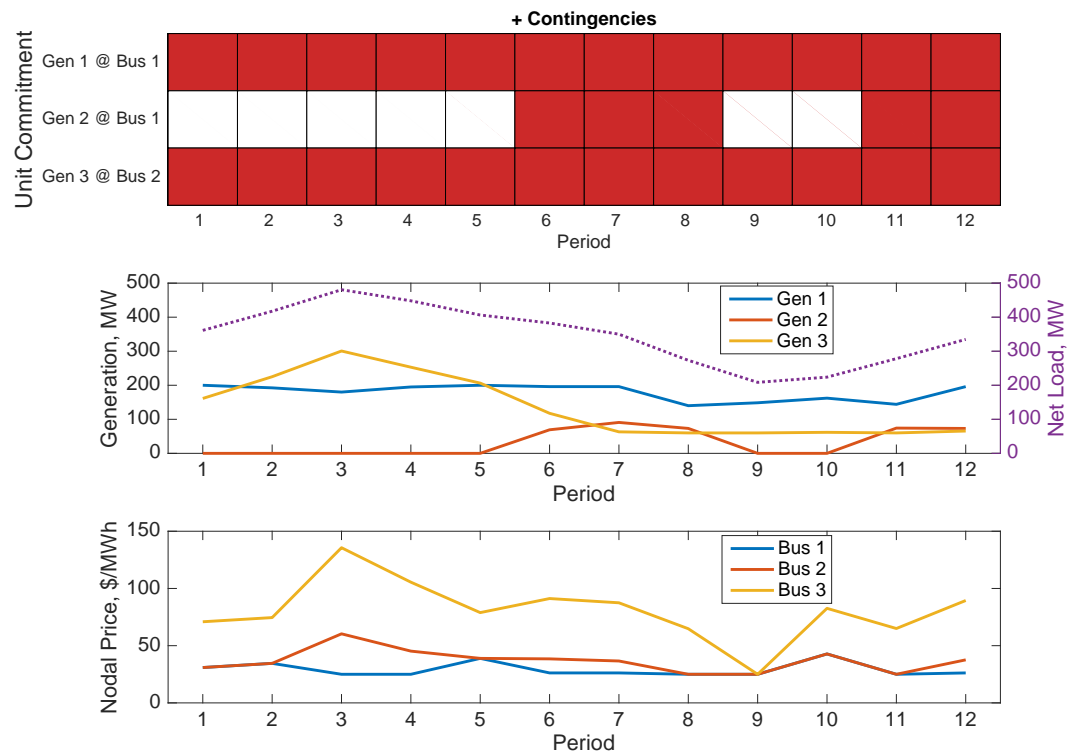 + Contingencies
Unit Commitment
Gen 1 @ Bus 1
Gen 2 @ Bus 1
Gen 3 @ Bus 2
1 2 3 4 5 6 7 8 9 10 11 12
Period
Generation, MW
500
400
300
200
100
0
Gen 1
Gen 2
Gen 3
500
400
300
200
100
0
Net Load, MW
1 2 3 4 5 6 7 8 9 10 11 12
Period
Nodal Price, $/MWh
150
100
50
0
Bus 1
Bus 2
Bus 3
1 2 3 4 5 6 7 8 9 10 11 12
Period